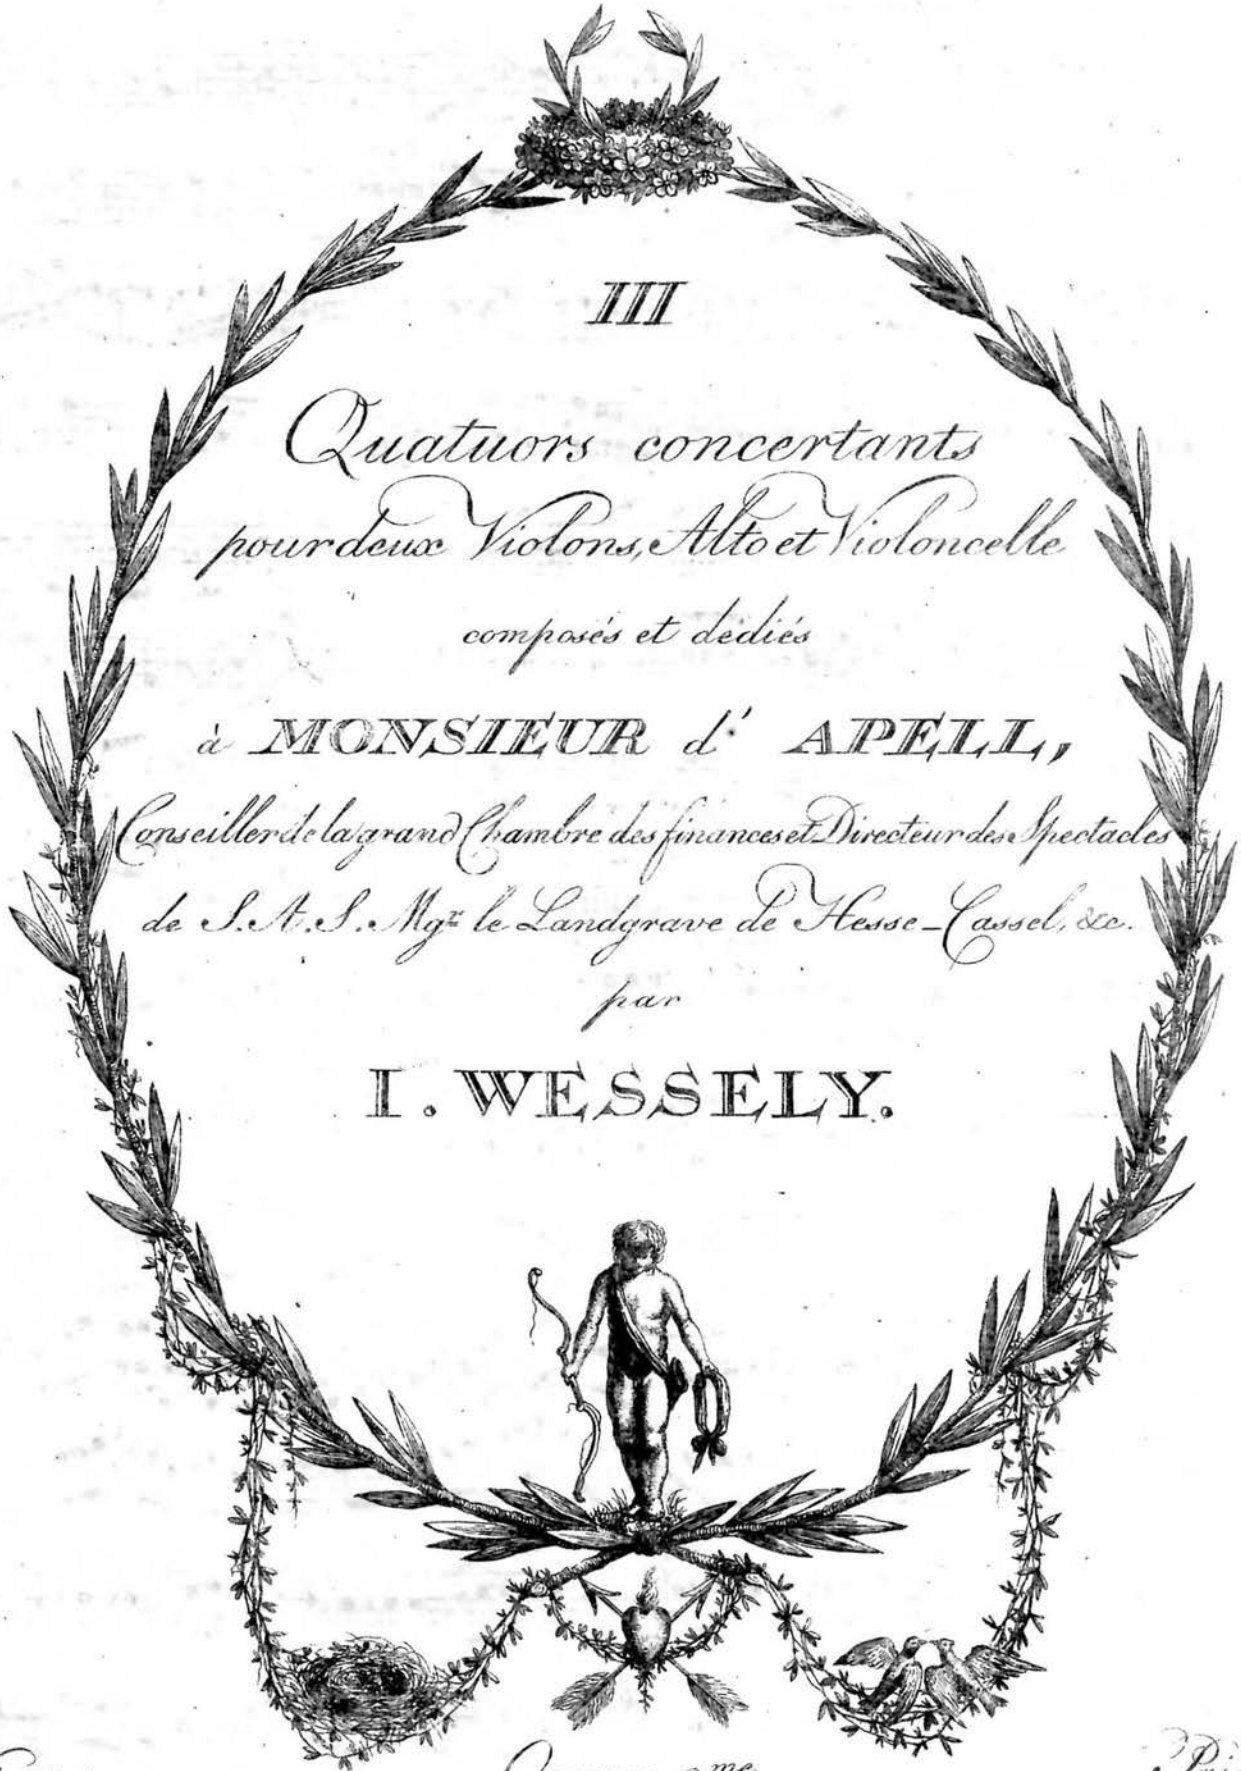 III
Quatuors concertants
pour deux Violons, Alto et Violoncelle
composés et dédiés
à MONSIEUR d' APELL,
Conseiller de la grand Chambre des finances et Directeur des Spectacles
de S. A. S. Mgr le Landgrave de Hesse-Cassel, &c.
par
I. WESSELY.